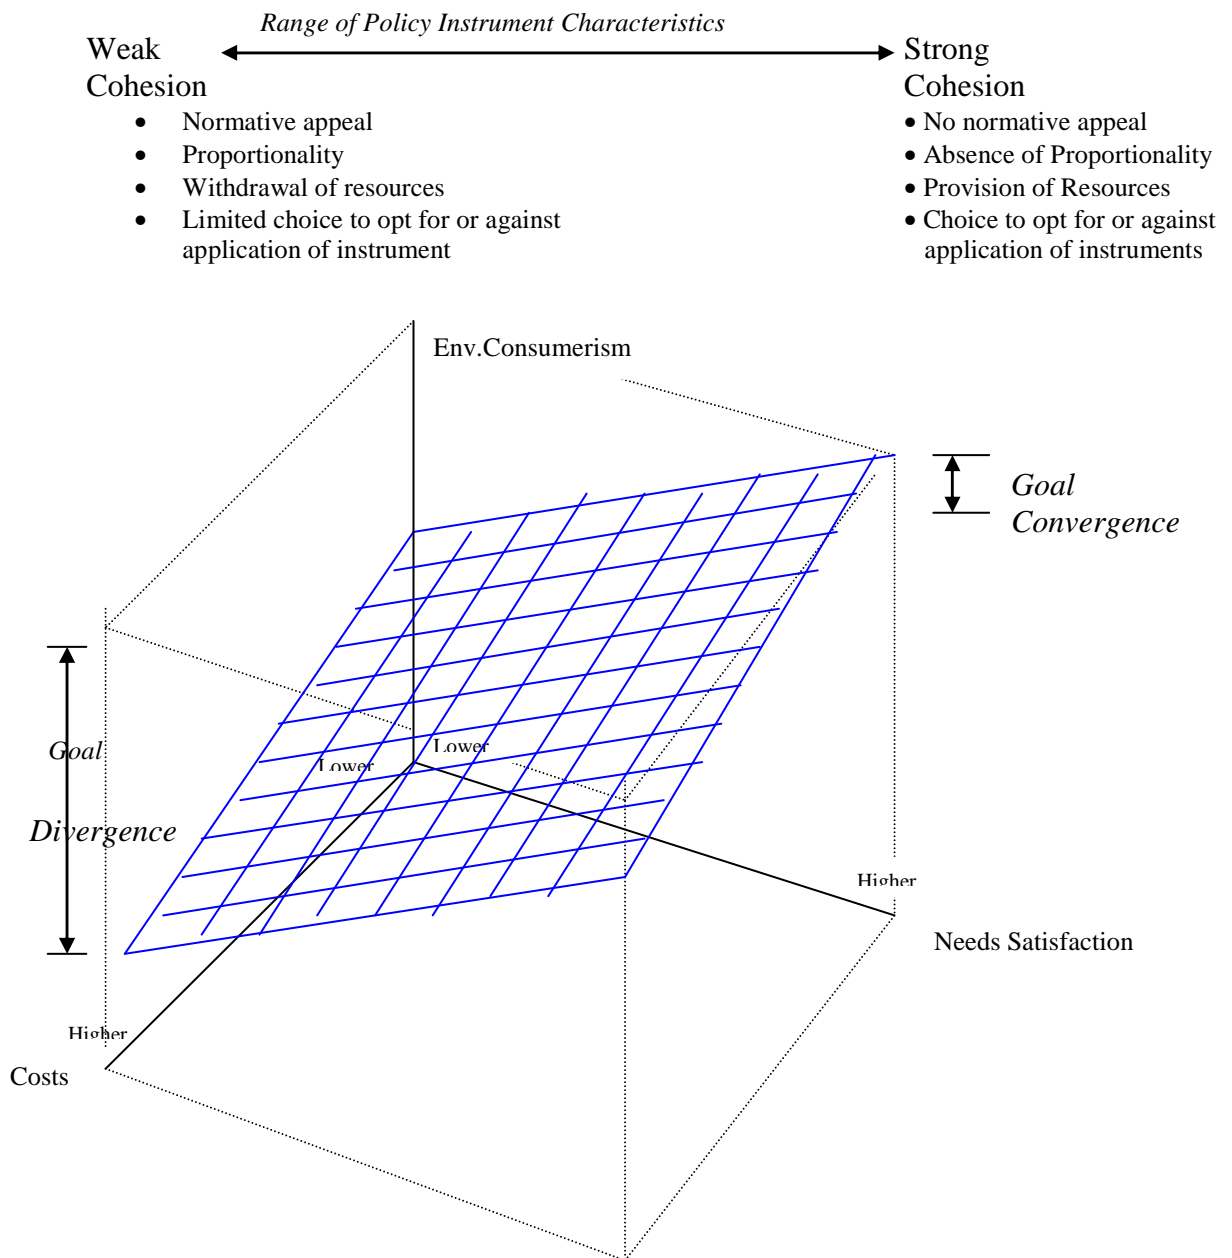 Range of Policy Instrument Characteristics
Weak
Cohesion
• Normative appeal
• Proportionality
• Withdrawal of resources
• Limited choice to opt for or against
application of instrument
Strong
Cohesion
• No normative appeal
• Absence of Proportionality
• Provision of Resources
• Choice to opt for or against
application of instruments
Env.Consumerism
Goal
Convergence
Goal
Divergence
Lower
Lower
Higher
Needs Satisfaction
Higher
Costs